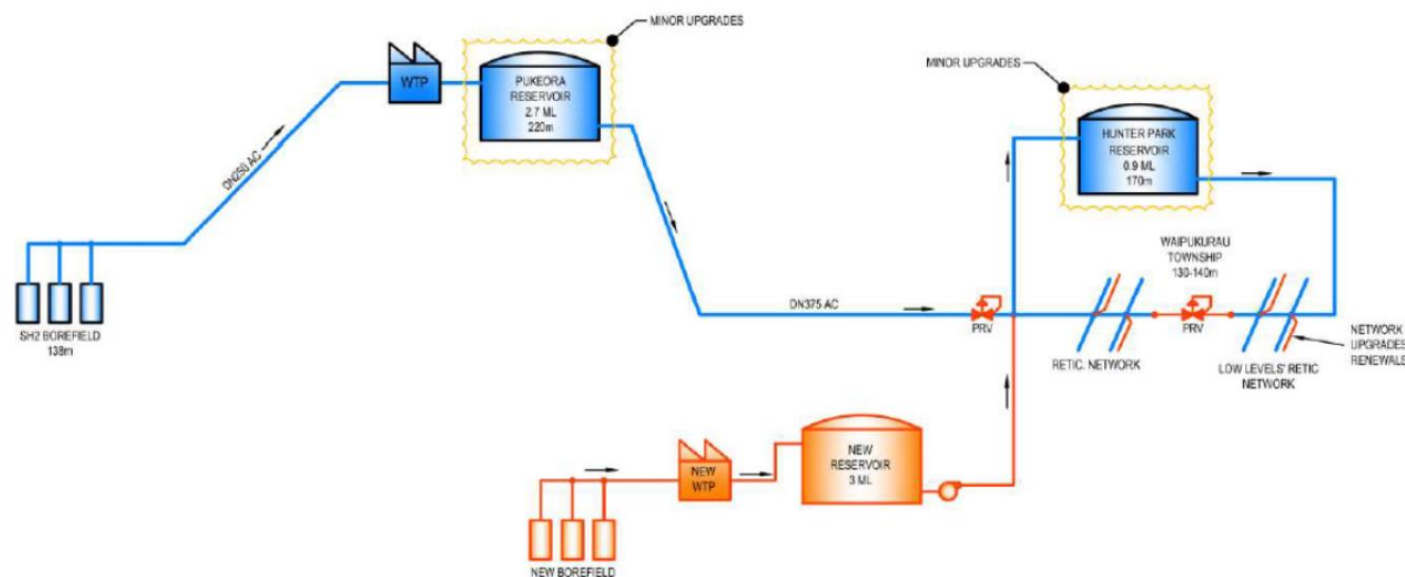 MINOR UPGRADES
WTP
PUKEORA
RESERVOIR
2.7 ML
220m
MINOR UPGRADES
HUNTER PARK
RESERVOIR
0.9 ML
170m
DN250 AC
SH2 BOREFIELD
138m
DN375 AC
PRV
WAIPUKURAU
TOWNSHIP
130-140m
PRV
RETIC. NETWORK
LOW LEVELS' RETIC
NETWORK
NETWORK
UPGRADES
RENEWALS
NEW
WTP
NEW
RESERVOIR
3 ML
NEW BOREFIELD